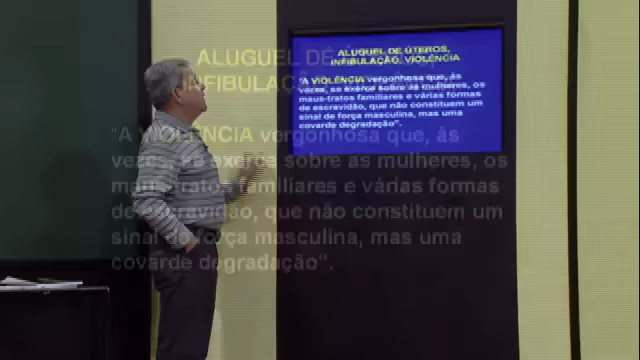 ALUGUEL DE ÚTEROS,
INFIBULAÇÃO, VIOLÊNCIA
"A VIOLÊNCIA vergonhosa que, às
vezes, se exerce sobre as mulheres, os
maus-tratos familiares e várias formas
de escravidão, que não constituem um
sinal de força masculina, mas uma
covarde degradação".
ALUGUEL DE Ú
INFIBULAÇ
"A VIOLÊNCIA vergonhosa que, às
vezes, se exerce sobre as mulheres, os
maus-tratos familiares e várias formas
de escravidão, que não constituem um
sinal de força masculina, mas uma
covarde degradação".